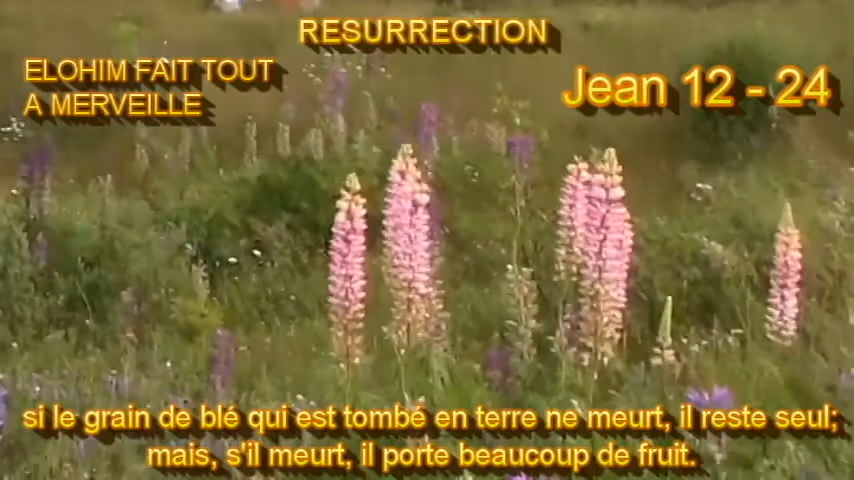 RESURRECTION
ELOHIM FAIT TOUT
A MERVEILLE
Jean 12 - 24
si le grain de blé qui est tombé en terre ne meurt, il reste seul;
mais, s'il meurt, il porte beaucoup de fruit.